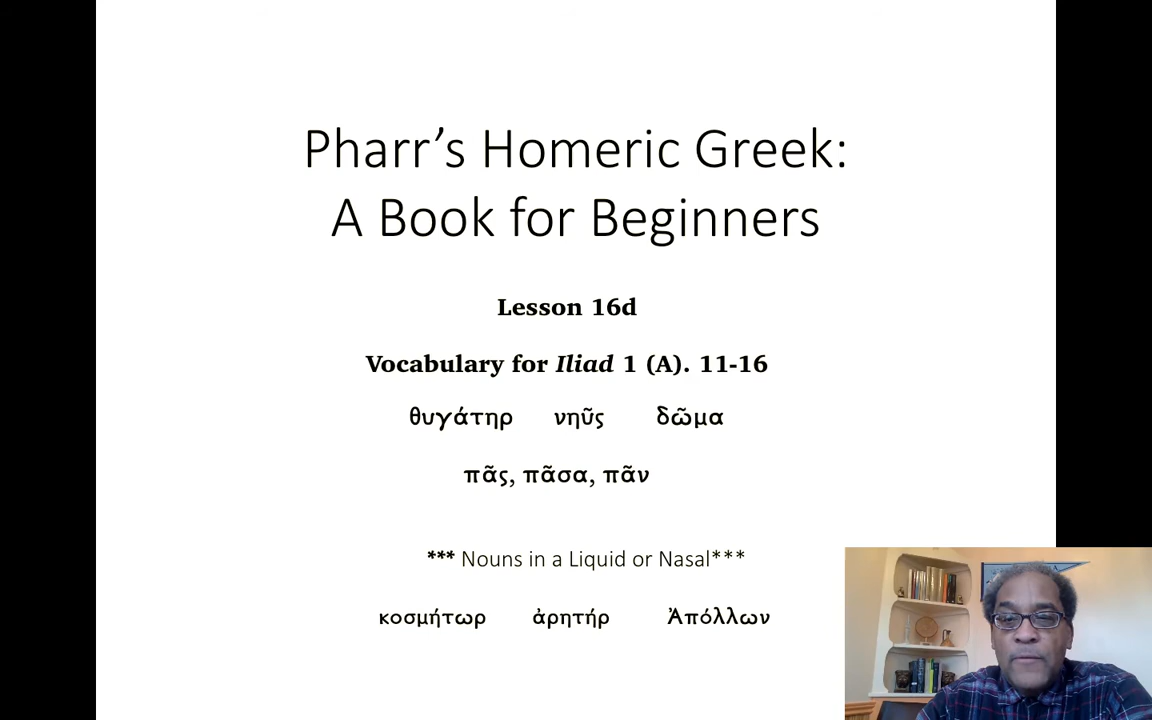 Pharr’s Homeric Greek:
A Book for Beginners
Lesson 16d
Vocabulary for Iliad 1 (A). 11-16
θυγάτηρ νηῦς δῶμα
πᾶς, πᾶσα, πᾶν
*** Nouns in a Liquid or Nasal***
κοσμήτωρ ἀρητήρ Ἀπόλλων